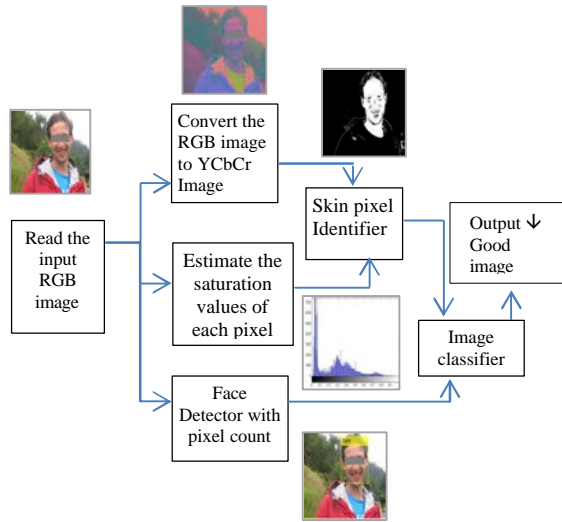 Convert the
RGB image
to YCbCr
Image
Read the
input
RGB
image
Estimate the
saturation
values of
each pixel
Face
Detector with
pixel count
Skin pixel
Identifier
Output ↓
Good
image
Image
classifier